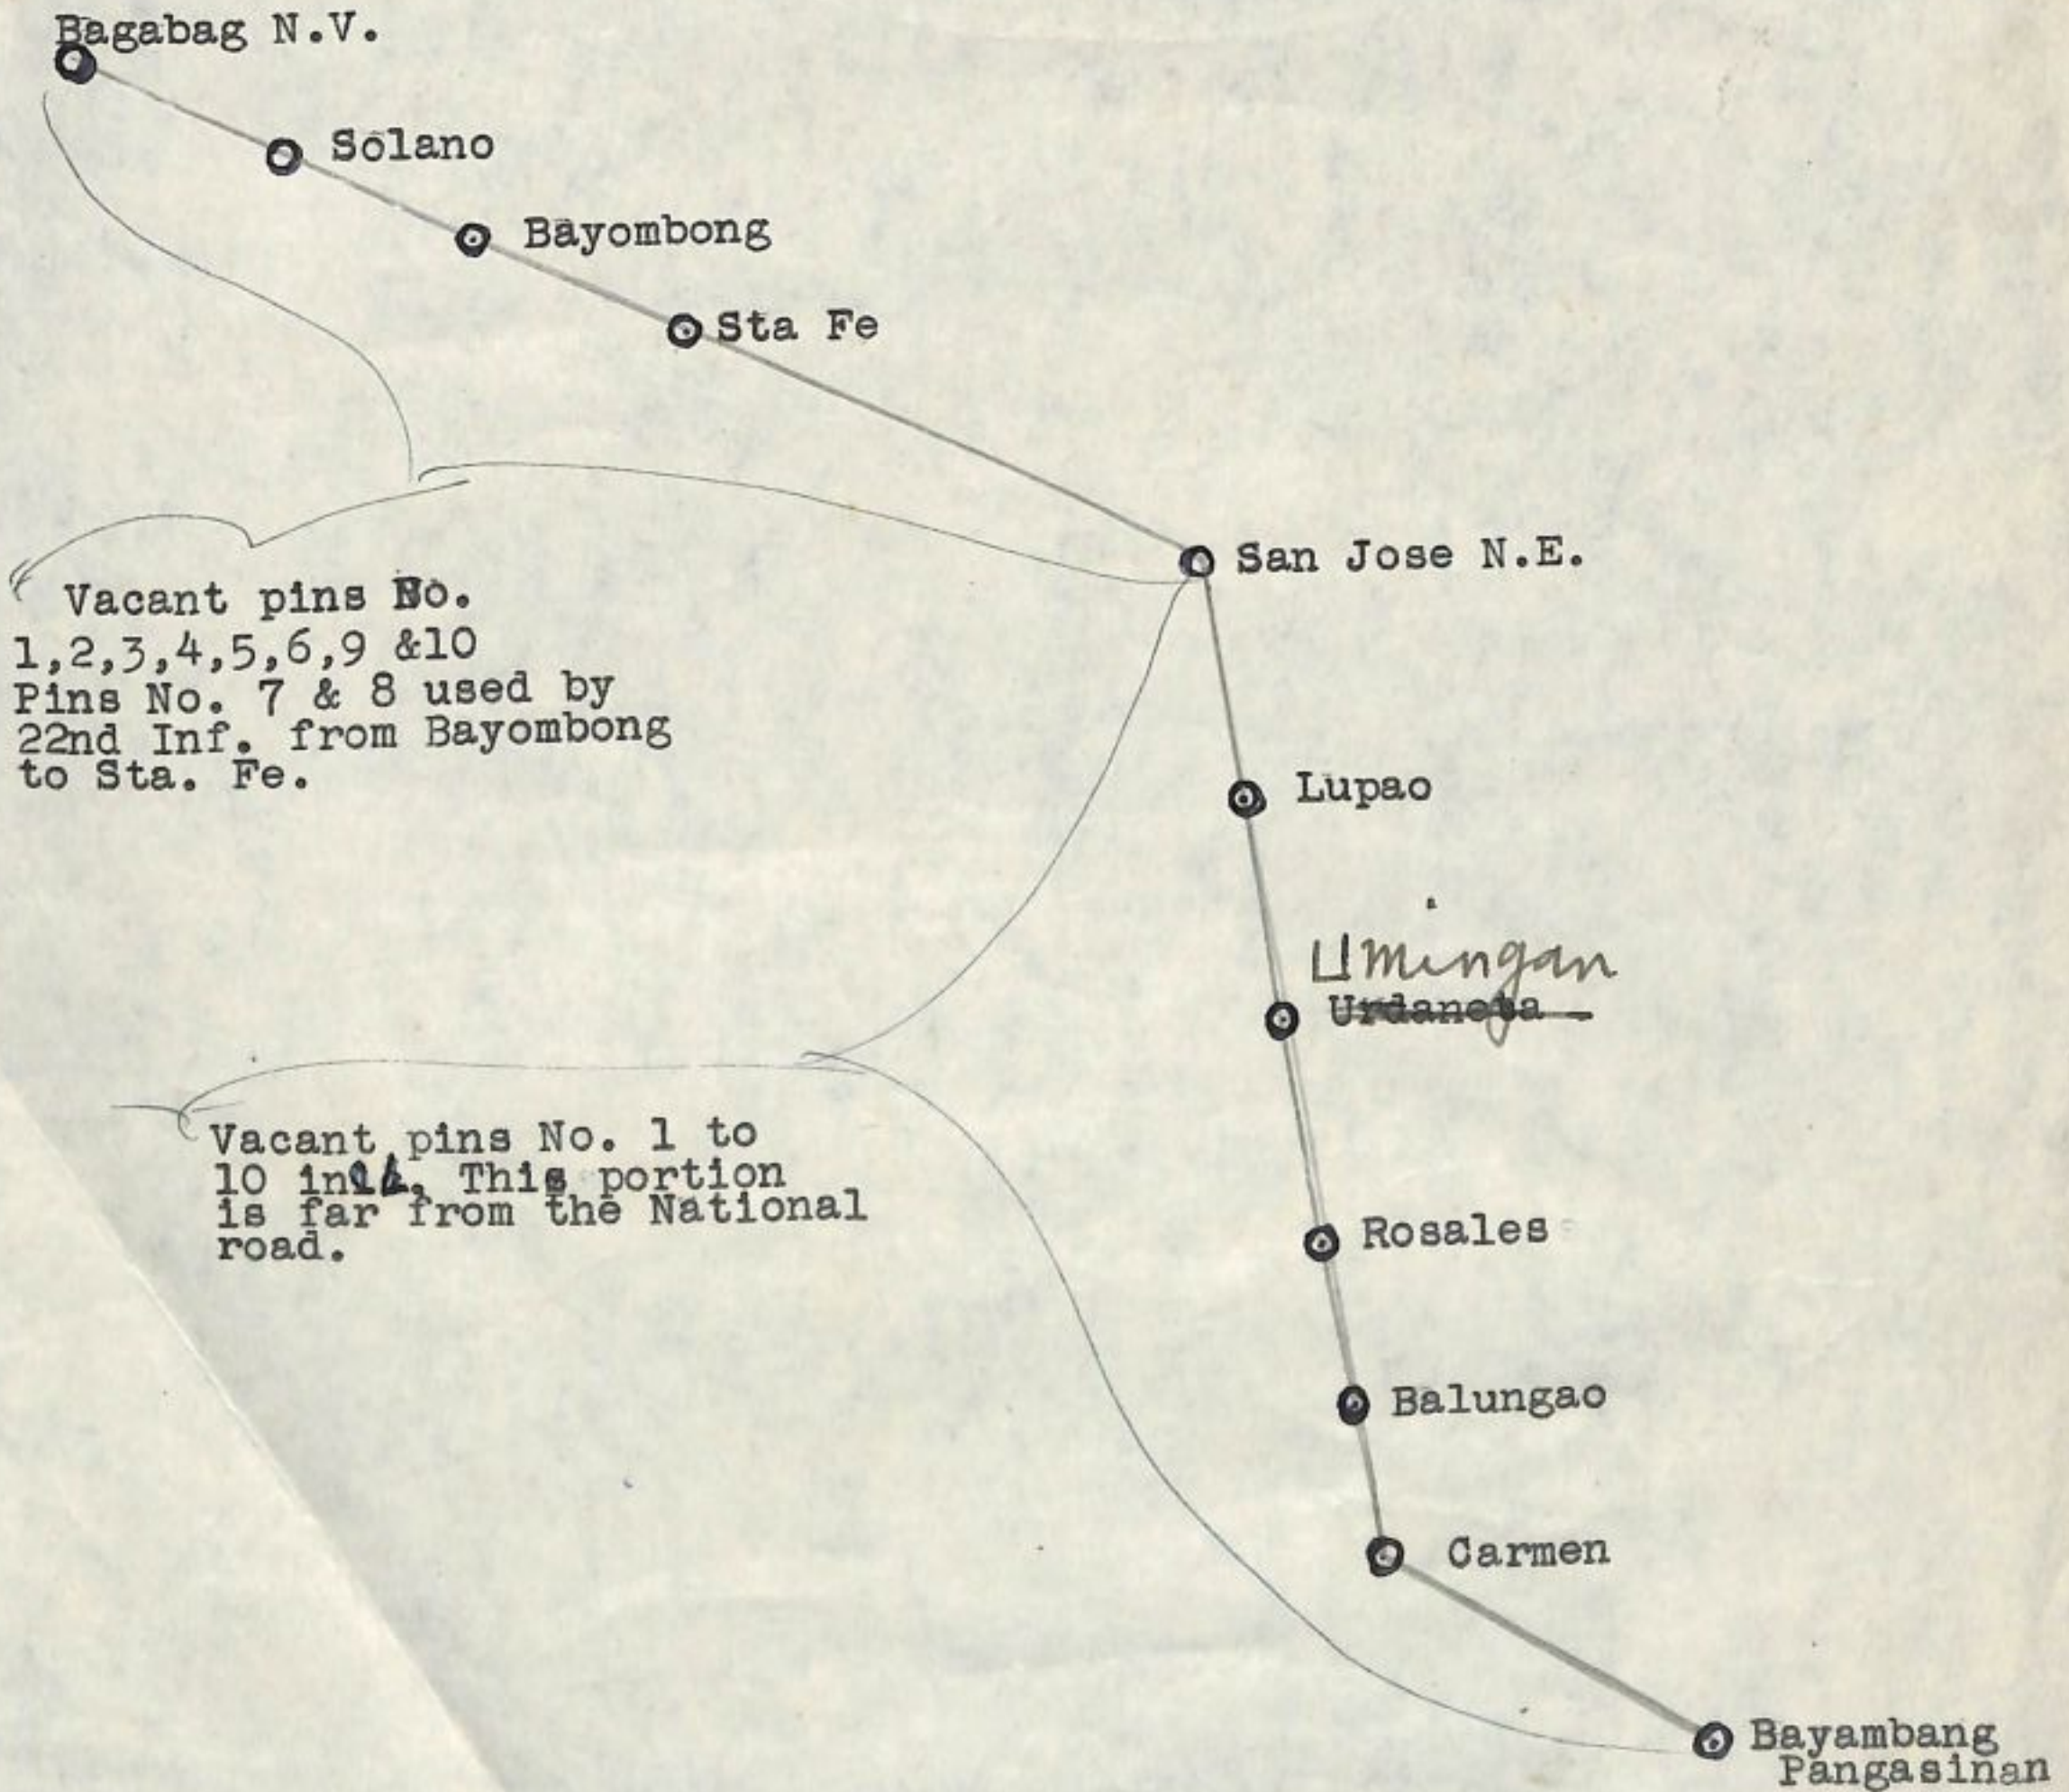 Bagabag N.V.
Solano
Bayombong
Sta Fe
San Jose N.E.
Vacant pins No.
1,2,3,4,5,6,9 &10
Pins No. 7 & 8 used by
22nd Inf. from Bayombong
to Sta. Fe.
Lupao
Umingan
Urdaneta
Vacant pins No. 1 to
10 This portion
is far from the National
road.
Rosales
Balungao
Carmen
Bayambang
Pangasinan